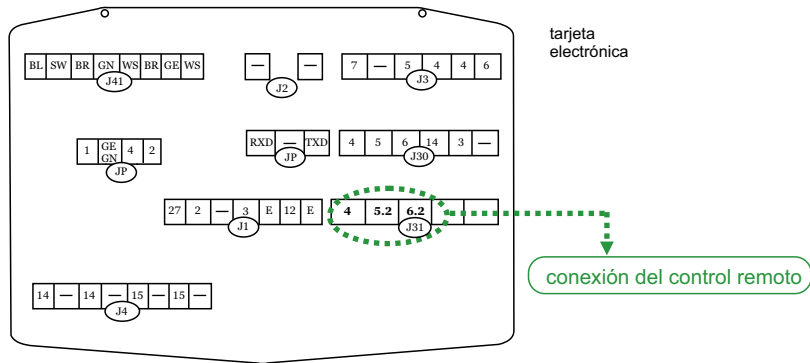 tarjeta
electrónica
BL SW BR GN WS BR GE WS
J41
— —
J2
7 — 5 4 4 6
J3
1 GE GN 4 2
JP
RXD — TXD
JP
4 5 6 14 3 —
J30
27 2 — 3 E 12 E
J1
4 5.2 6.2
J31
conexión del control remoto
14 — 14 — 15 — 15 —
J4